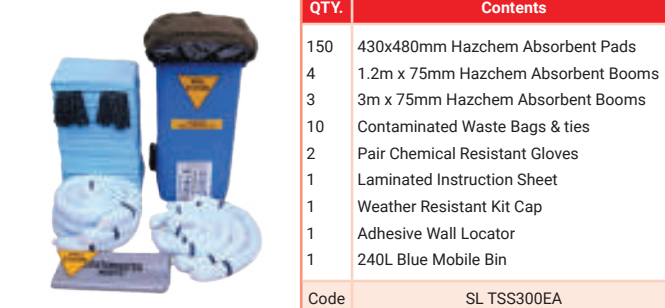 QTY. Contents
150 430x480mm Hazchem Absorbent Pads
4 1.2m x 75mm Hazchem Absorbent Booms
3 3m x 75mm Hazchem Absorbent Booms
10 Contaminated Waste Bags & ties
2 Pair Chemical Resistant Gloves
1 Laminated Instruction Sheet
1 Weather Resistant Kit Cap
1 Adhesive Wall Locator
1 240L Blue Mobile Bin
Code SL TSS300EA